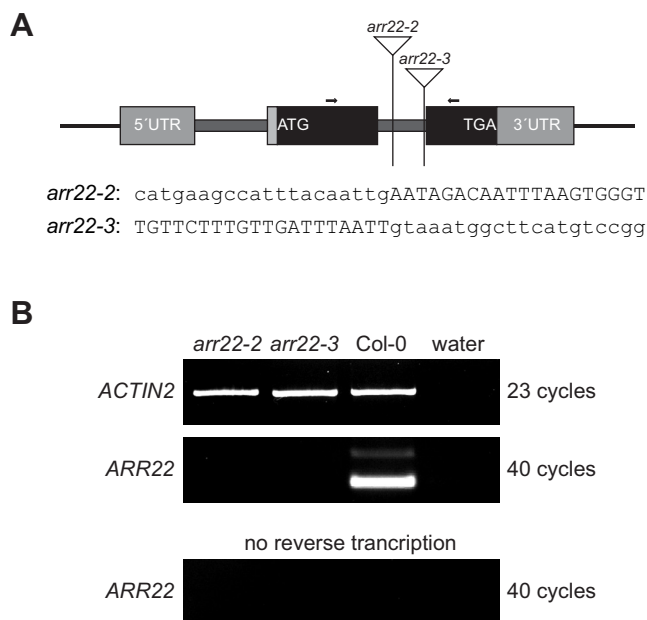 A
arr22-2
arr22-3
5´UTR ATG TGA 3´UTR
arr22-2: catgaagccatttacaattgAATAGACAATTTAAGTGGGT
arr22-3: TGTTCTTTGTTGATTTAATTgtaaatggcttcatgtccgg
B
arr22-2 arr22-3 Col-0 water
ACTIN2 23 cycles
ARR22 40 cycles
no reverse trancription
ARR22 40 cycles